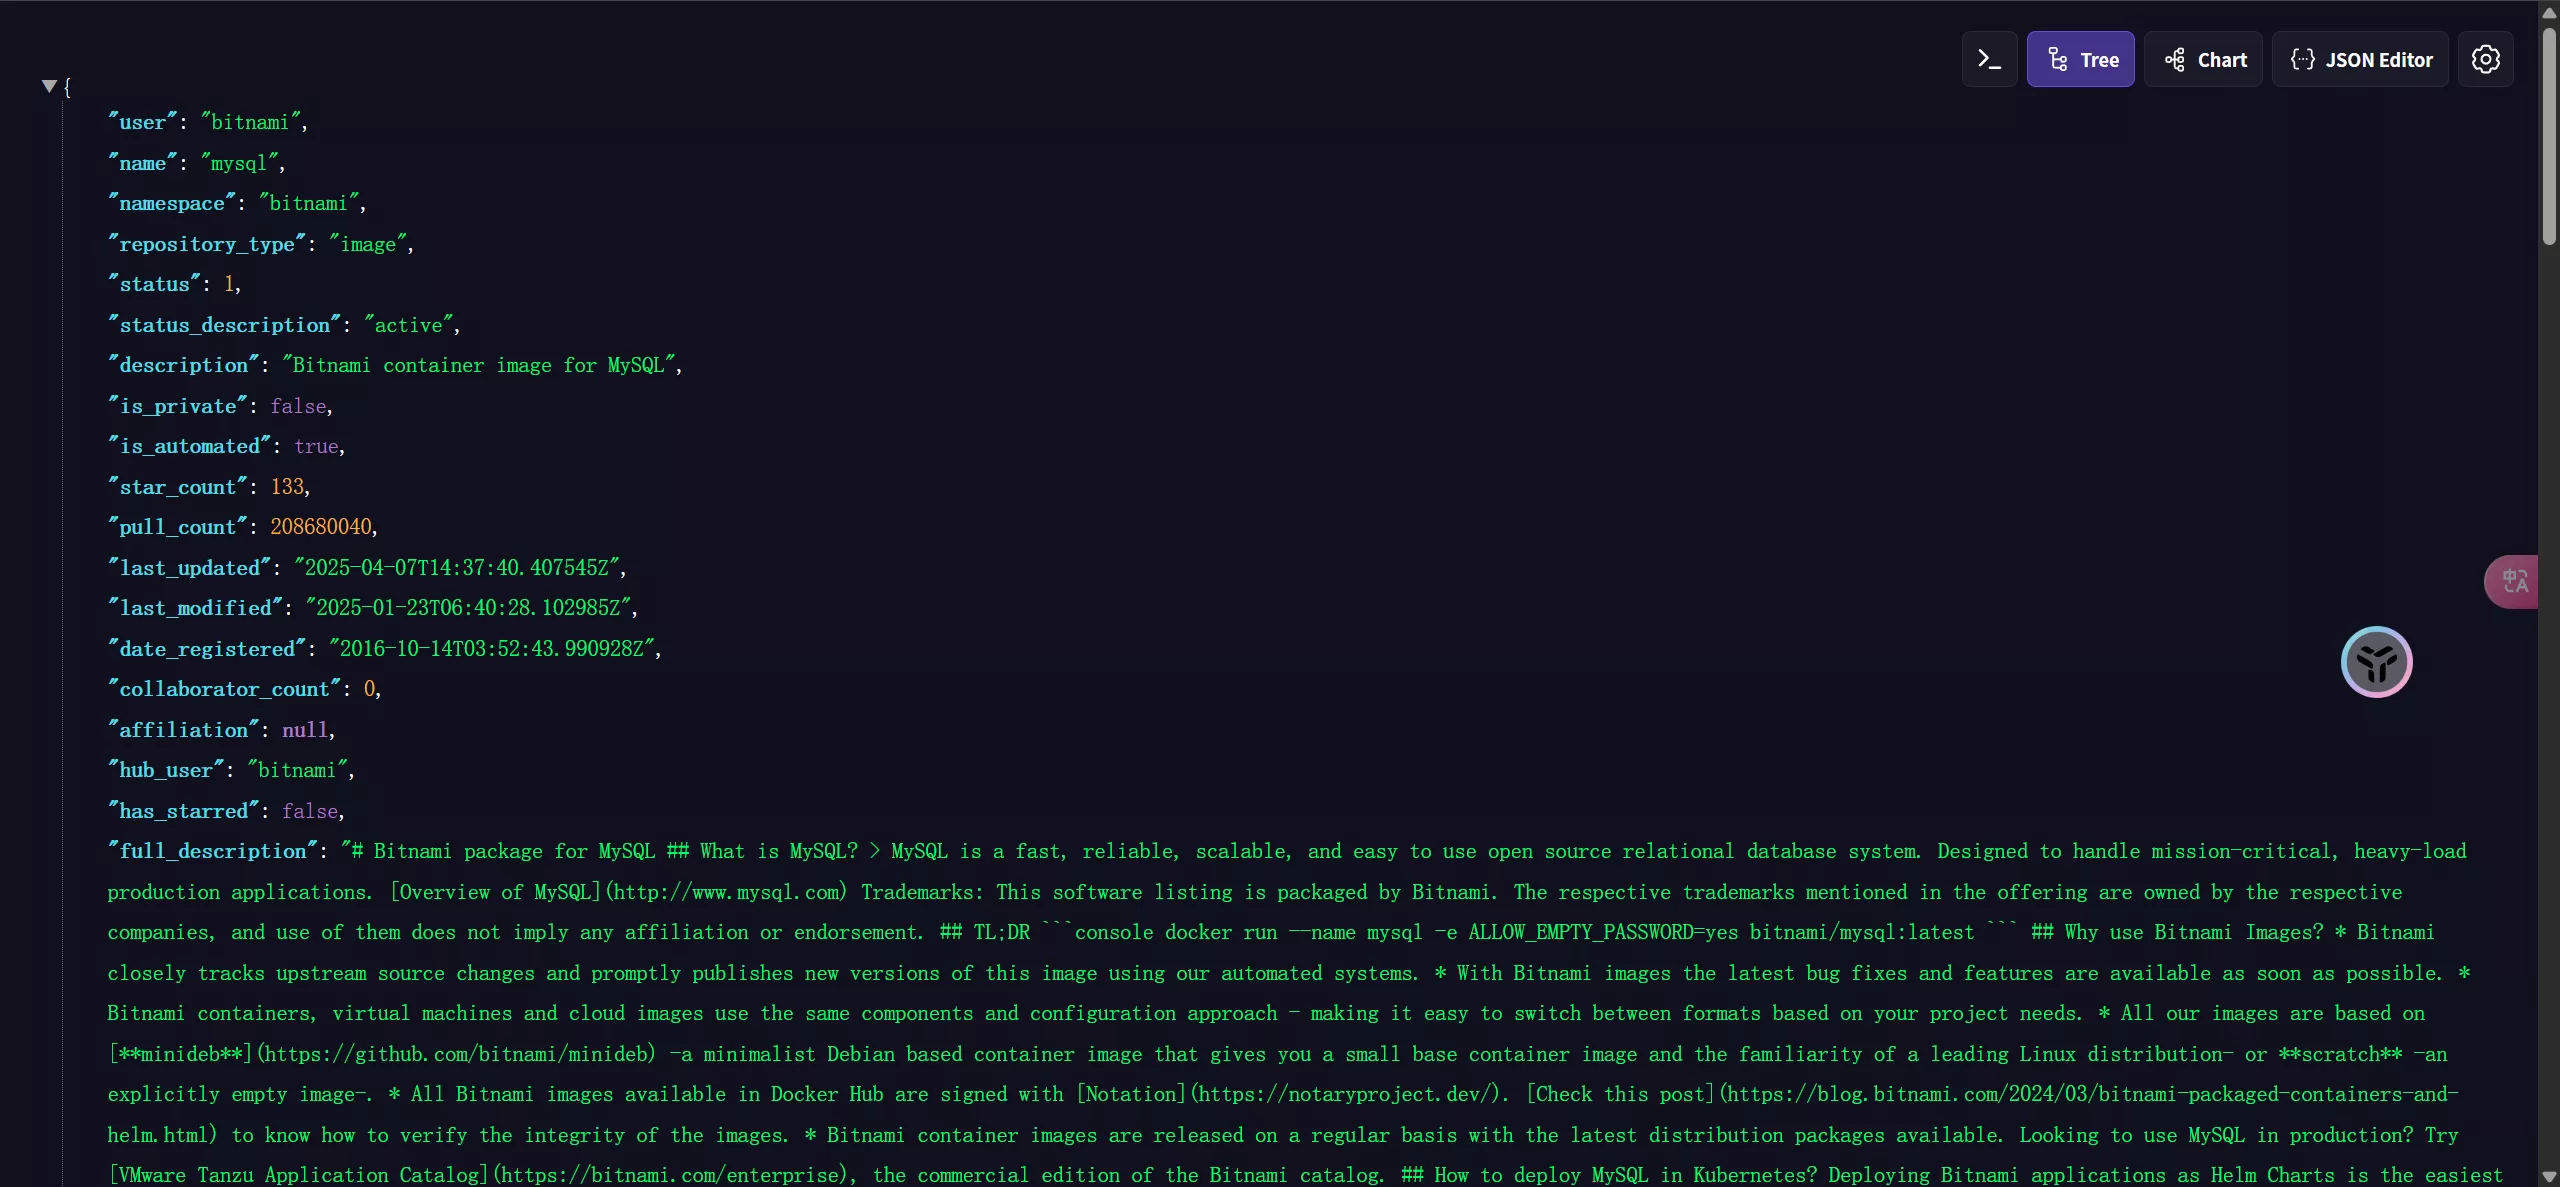 >_ Tree Chart {··} JSON Editor
{
"user": "bitnami",
"name": "mysql",
"namespace": "bitnami",
"repository_type": "image",
"status": 1,
"status_description": "active",
"description": "Bitnami container image for MySQL",
"is_private": false,
"is_automated": true,
"star_count": 133,
"pull_count": 208680040,
"last_updated": "2025-04-07T14:37:40.407545Z",
"last_modified": "2025-01-23T06:40:28.102985Z",
"date_registered": "2016-10-14T03:52:43.990928Z",
"collaborator_count": 0,
"affiliation": null,
"hub_user": "bitnami",
"has_starred": false,
"full_description": "# Bitnami package for MySQL ## What is MySQL? > MySQL is a fast, reliable, scalable, and easy to use open source relational database system. Designed to handle mission-critical, heavy-load
production applications. [Overview of MySQL](http://www.mysql.com) Trademarks: This software listing is packaged by Bitnami. The respective trademarks mentioned in the offering are owned by the respective
companies, and use of them does not imply any affiliation or endorsement. ## TL;DR ```console docker run --name mysql -e ALLOW_EMPTY_PASSWORD=yes bitnami/mysql:latest ``` ## Why use Bitnami Images? * Bitnami
closely tracks upstream source changes and promptly publishes new versions of this image using our automated systems. * With Bitnami images the latest bug fixes and features are available as soon as possible. *
Bitnami containers, virtual machines and cloud images use the same components and configuration approach - making it easy to switch between formats based on your project needs. * All our images are based on
[**minideb**](https://github.com/bitnami/minideb) -a minimalist Debian based container image that gives you a small base container image and the familiarity of a leading Linux distribution- or **scratch** -an
explicitly empty image-. * All Bitnami images available in Docker Hub are signed with [Notation](https://notaryproject.dev/). [Check this post](https://blog.bitnami.com/2024/03/bitnami-packaged-containers-and-
helm.html) to know how to verify the integrity of the images. * Bitnami container images are released on a regular basis with the latest distribution packages available. Looking to use MySQL in production? Try
[VMware Tanzu Application Catalog](https://bitnami.com/enterprise), the commercial edition of the Bitnami catalog. ## How to deploy MySQL in Kubernetes? Deploying Bitnami applications as Helm Charts is the easiest
中A